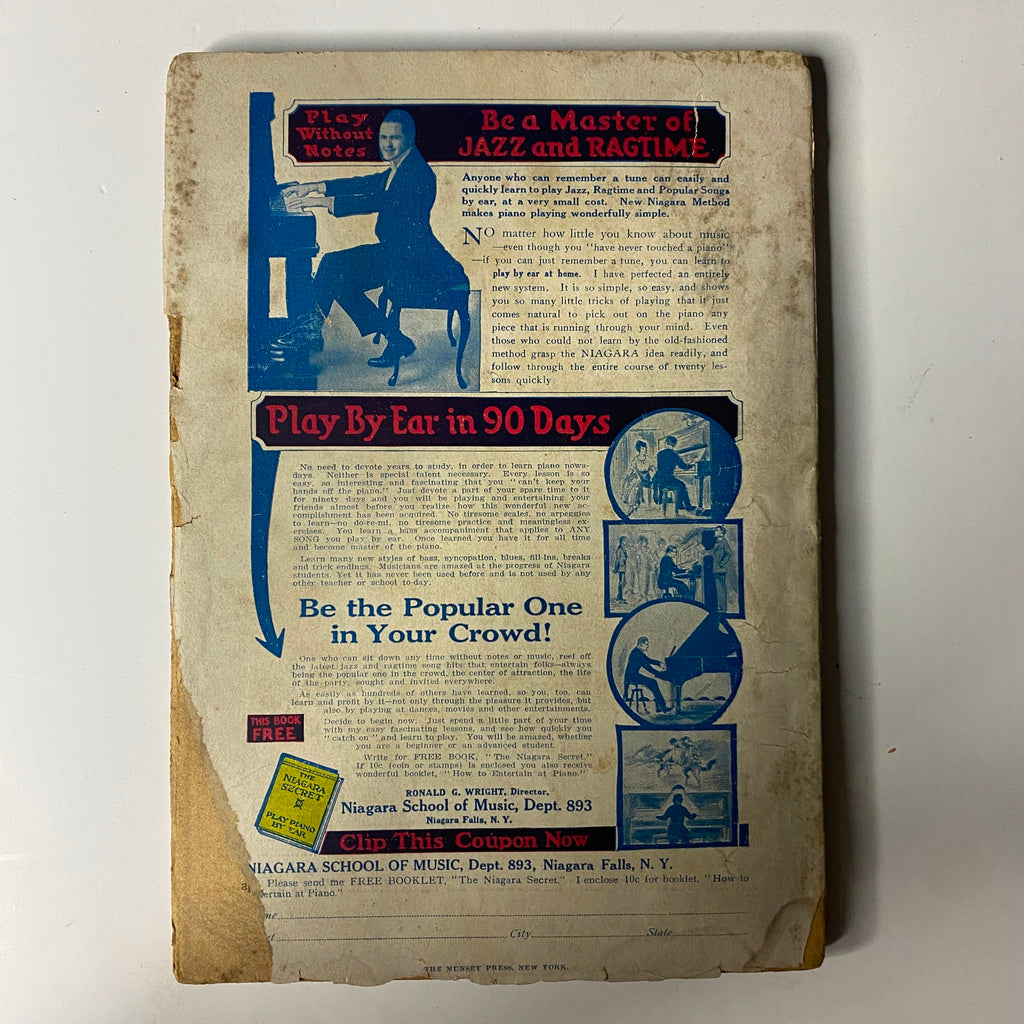 Play
Without
Notes
Be a Master of
JAZZ and RAGTIME
Anyone who can remember a tune can easily and
quickly learn to play Jazz, Ragtime and Popular Songs
by ear, at a very small cost. New Niagara Method
makes piano playing wonderfully simple.
NO matter how little you know about music
—even though you "have never touched a piano"
—if you can just remember a tune, you can learn to
play by ear at home. I have perfected an entirely
new system. It is so simple, so easy, and shows
you so many little tricks of playing that it just
comes natural to pick out on the piano any
piece that is running through your mind. Even
those who could not learn by the old-fashioned
method grasp the NIAGARA idea readily, and
follow through the entire course of twenty les-
sons quickly.
Play By Ear in 90 Days
No need to devote years to study, in order to learn piano nowa-
days. Neither is special talent necessary. Every lesson is so
easy, so interesting and fascinating that you "can't keep your
hands off the piano." Just devote a part of your spare time to it
for ninety days and you will be playing and entertaining your
friends almost before you realize how this wonderful new ac-
complishment has been acquired. No tiresome scales, no arpeggios
to learn—no do-re-mi, no tiresome practice and meaningless ex-
ercises. You learn a bass accompaniment that applies to ANY
SONG you play by ear. Once learned you have it for all time
and become master of the piano.
Learn many new styles of bass, syncopation, blues, fill-ins, breaks
and trick endings. Musicians are amazed at the progress of Niagara
students. Yet it has never been used before and is not used by any
other teacher or school to-day.
Be the Popular One
in Your Crowd!
One who can sit down any time without notes or music, reel off
the latest jazz and ragtime song hits that entertain folks—always
being the popular one in the crowd, the center of attraction, the life
of the party, sought and invited everywhere.
As easily as hundreds of others have learned, so you, too, can
learn and profit by it—not only through the pleasure it provides, but
also by playing at dances, movies and other entertainments.
Decide to begin now. Just spend a little part of your time
with my easy fascinating lessons, and see how quickly you
"catch on" and learn to play. You will be amazed, whether
you are a beginner or an advanced student.
Write for FREE BOOK, "The Niagara Secret."
If 10c (coin or stamps) is enclosed you also receive
wonderful booklet, "How to Entertain at Piano."
THIS BOOK
FREE
THE
NIAGARA
SECRET
PLAY PIANO
BY EAR
RONALD G. WRIGHT, Director,
Niagara School of Music, Dept. 893
Niagara Falls, N. Y.
Clip This Coupon Now
NIAGARA SCHOOL OF MUSIC, Dept. 893, Niagara Falls, N. Y.
Please send me FREE BOOKLET, "The Niagara Secret." I enclose 10c for booklet, "How to
ertain at Piano."
me
City State
THE MUNSEY PRESS, NEW YORK.